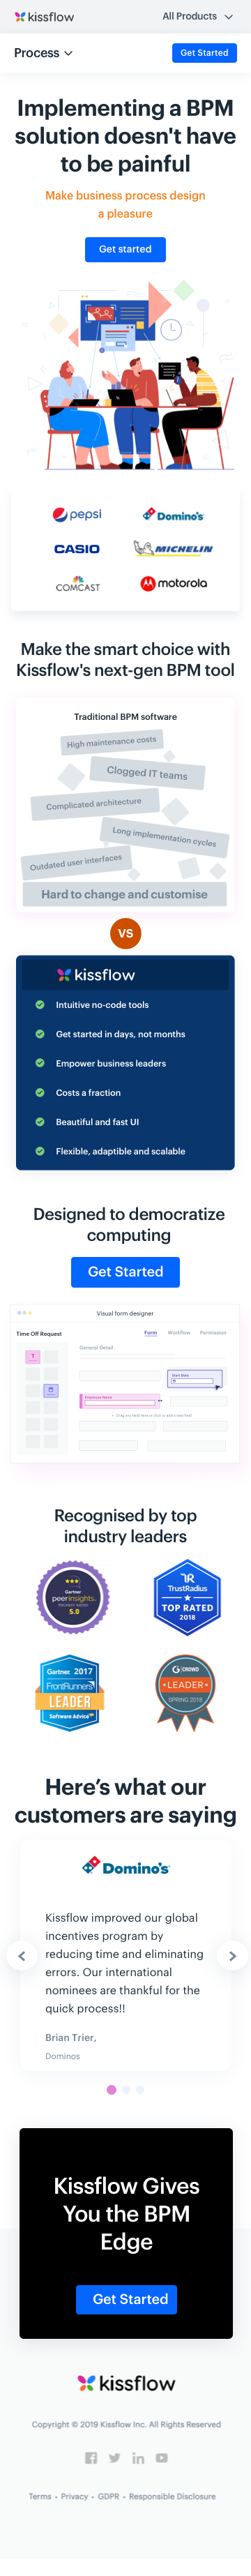 kissflow
All Products
Process
Get Started
Implementing a BPM
solution doesn't have
to be painful
Make business process design
a pleasure
Get started
pepsi
Domino's
CASIO
MICHELIN
COMCAST
motorola
Make the smart choice with
Kissflow's next-gen BPM tool
Traditional BPM software
High maintenance costs
Clogged IT teams
Complicated architecture
Long implementation cycles
Outdated user interfaces
Hard to change and customise
VS
kissflow
Intuitive no-code tools
Get started in days, not months
Empower business leaders
Costs a fraction
Beautiful and fast UI
Flexible, adaptible and scalable
Designed to democratize
computing
Get Started
Visual form designer
Time Off Request
Form Workflow Permission
General Detail
Start Date
Employee Name
Recognised by top
industry leaders
Gartner
peerinsights.
5.0
TR
TrustRadius
TOP RATED
2018
Gartner 2017
FrontRunners
LEADER
Software Advice
G CROWD
LEADER
SPRING 2018
Here's what our
customers are saying
Domino's
Kissflow improved our global
incentives program by
reducing time and eliminating
errors. Our international
nominees are thankful for the
quick process!!
Brian Trier,
Dominos
Kissflow Gives
You the BPM
Edge
Get Started
kissflow
Copyright © 2019 Kissflow Inc. All Rights Reserved
Terms • Privacy • GDPR • Responsible Disclosure